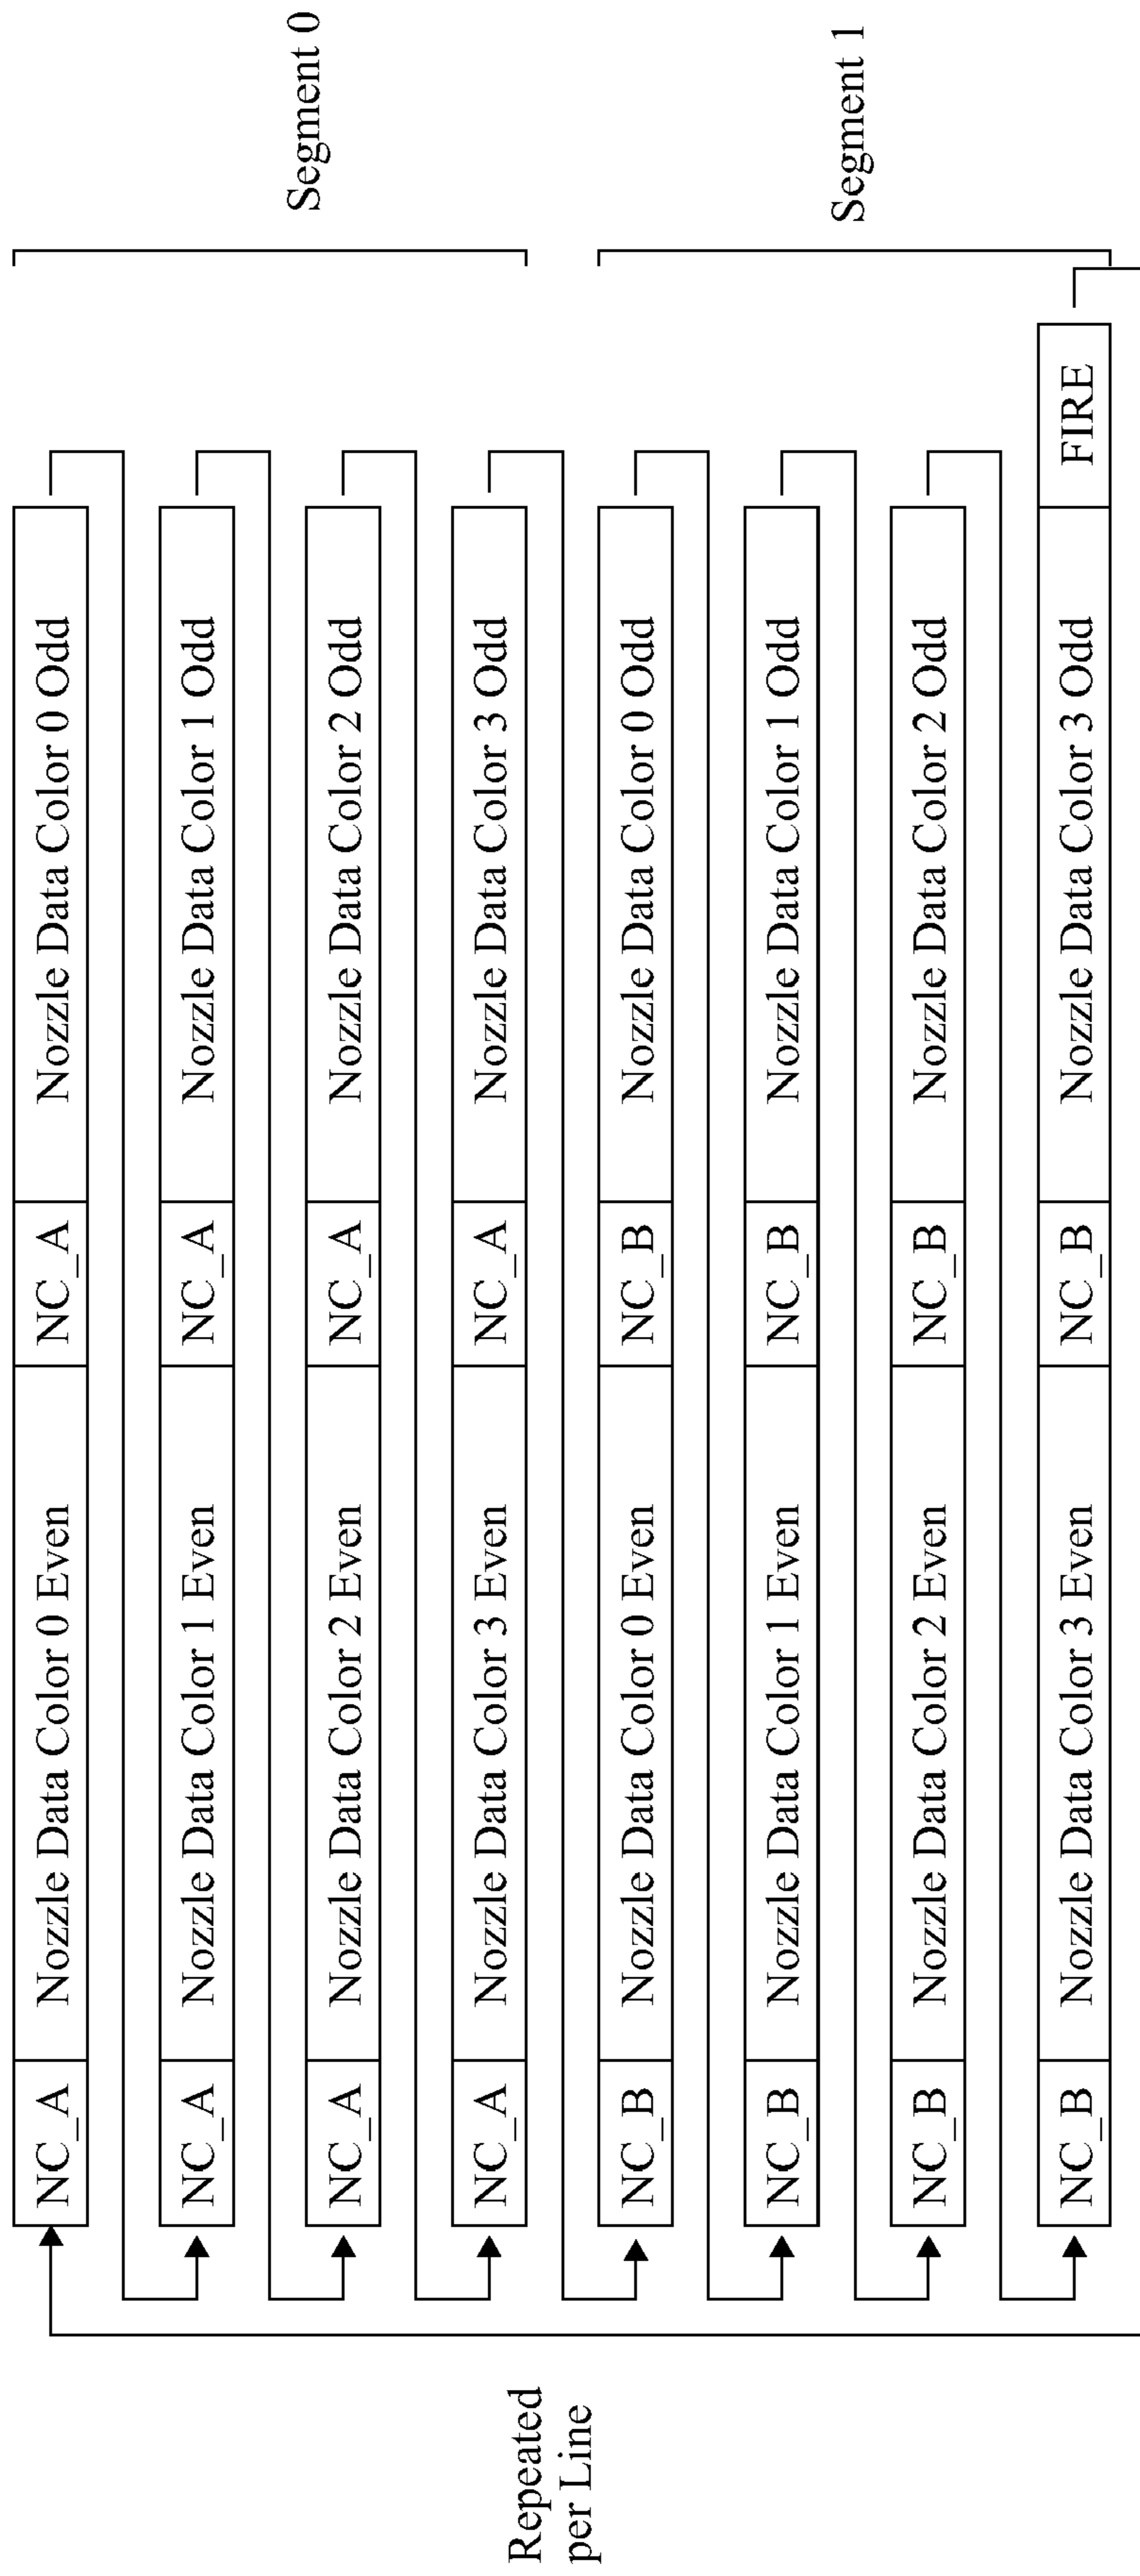 NC_A Nozzle Data Color 0 Even NC_A Nozzle Data Color 0 Odd
NC_A Nozzle Data Color 1 Even NC_A Nozzle Data Color 1 Odd
NC_A Nozzle Data Color 2 Even NC_A Nozzle Data Color 2 Odd
NC_A Nozzle Data Color 3 Even NC_A Nozzle Data Color 3 Odd
Segment 0
NC_B Nozzle Data Color 0 Even NC_B Nozzle Data Color 0 Odd
NC_B Nozzle Data Color 1 Even NC_B Nozzle Data Color 1 Odd
NC_B Nozzle Data Color 2 Even NC_B Nozzle Data Color 2 Odd
NC_B Nozzle Data Color 3 Even NC_B Nozzle Data Color 3 Odd FIRE
Segment 1
Repeated
per Line